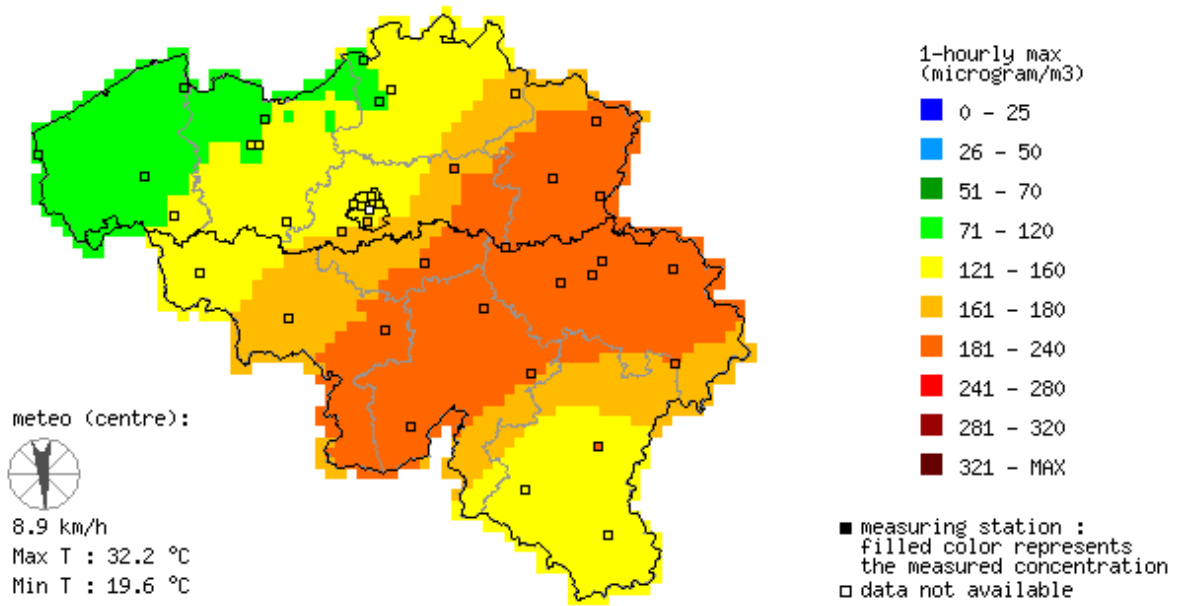 1-hourly max
(microgram/m3)
0 - 25
26 - 50
51 - 70
71 - 120
121 - 160
161 - 180
181 - 240
241 - 280
281 - 320
321 - MAX
meteo (centre):
8.9 km/h
Max T : 32.2 °C
Min T : 19.6 °C
measuring station :
filled color represents
the measured concentration
data not available